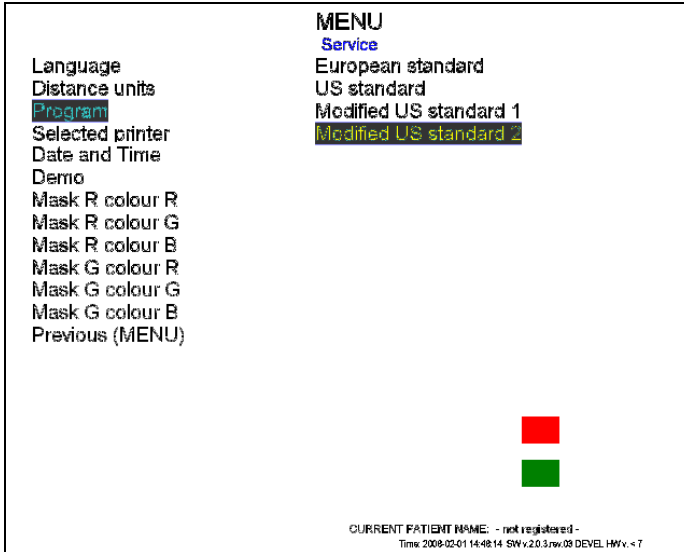 MENU
Service
Language
Distance units
Program
Selected printer
Date and Time
Demo
Mask R colour R
Mask R colour G
Mask R colour B
Mask G colour R
Mask G colour G
Mask G colour B
Previous (MENU)
European standard
US standard
Modified US standard 1
Modified US standard 2
CURRENT PATIENT NAME: - not registered -
Time: 2008-02-01 14:48:14 SW v.2.0.3.rev.03 DEVEL HW v. < 7